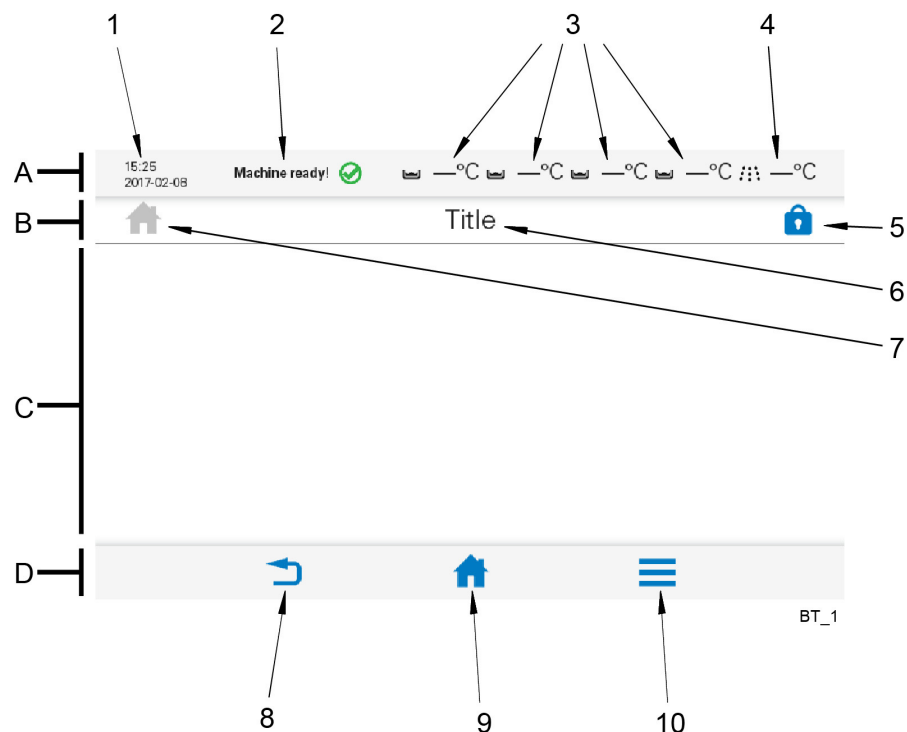 1 2 3 4
A 15:25 Machine ready! —°C —°C —°C —°C —°C
2017-02-08
B Title 5
6
7
C
D
BT_1
8 9 10